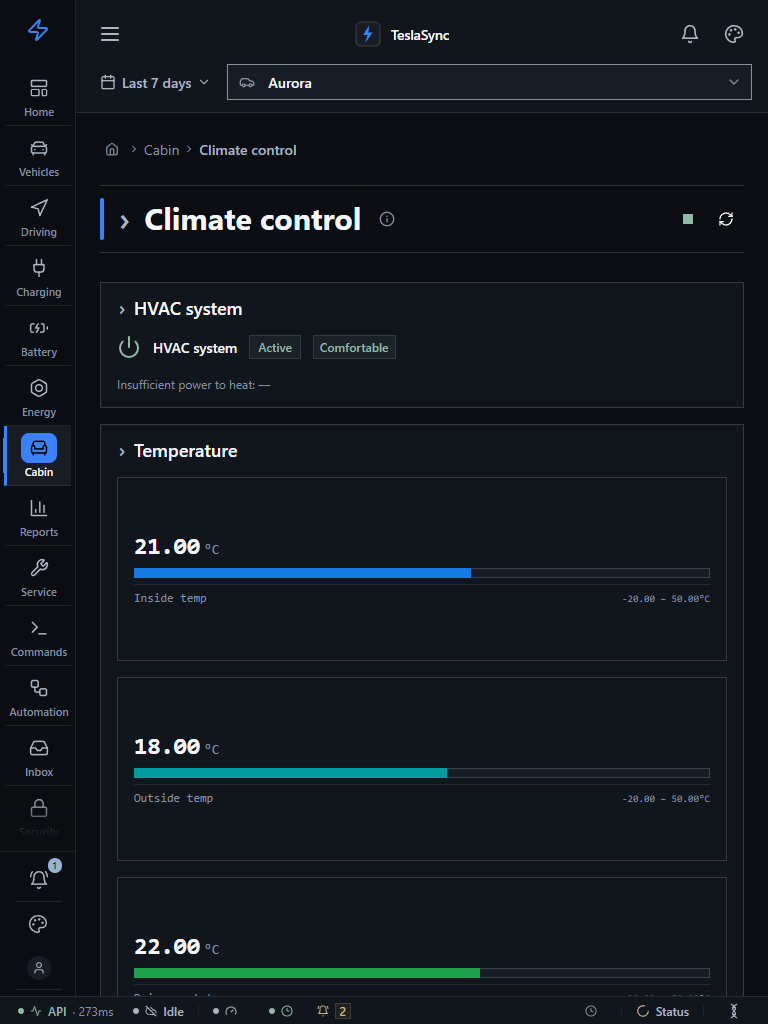 TeslaSync
Last 7 days
Aurora
Home
Vehicles
Driving
Charging
Battery
Energy
Cabin
Reports
Service
Commands
Automation
Inbox
Security
1
Cabin
Climate control
Climate control
HVAC system
HVAC system Active Comfortable
Insufficient power to heat: —
Temperature
21.00 °C
Inside temp -20.00 – 50.00°C
18.00 °C
Outside temp -20.00 – 50.00°C
22.00 °C
API · 273ms Idle 2 Status